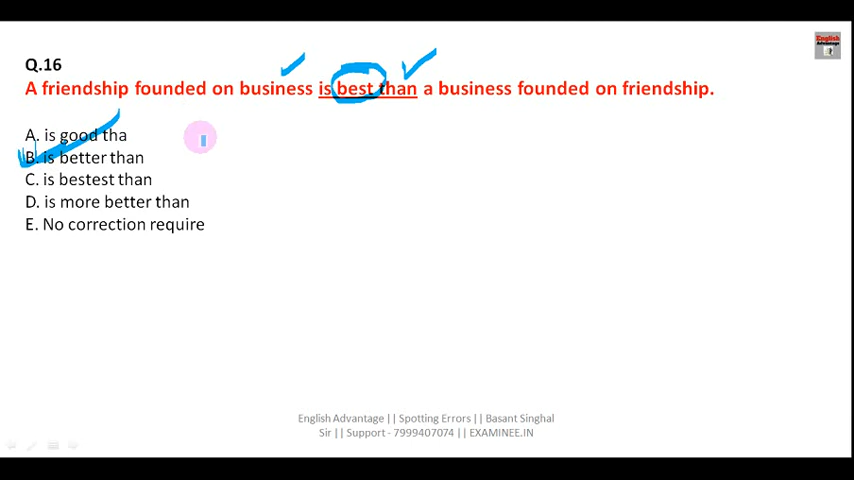 English
Advantage
Q.16
A friendship founded on business is best than a business founded on friendship.
A. is good tha
B. is better than
C. is bestest than
D. is more better than
E. No correction require
English Advantage || Spotting Errors || Basant Singhal
Sir || Support - 7999407074 || EXAMINEE.IN